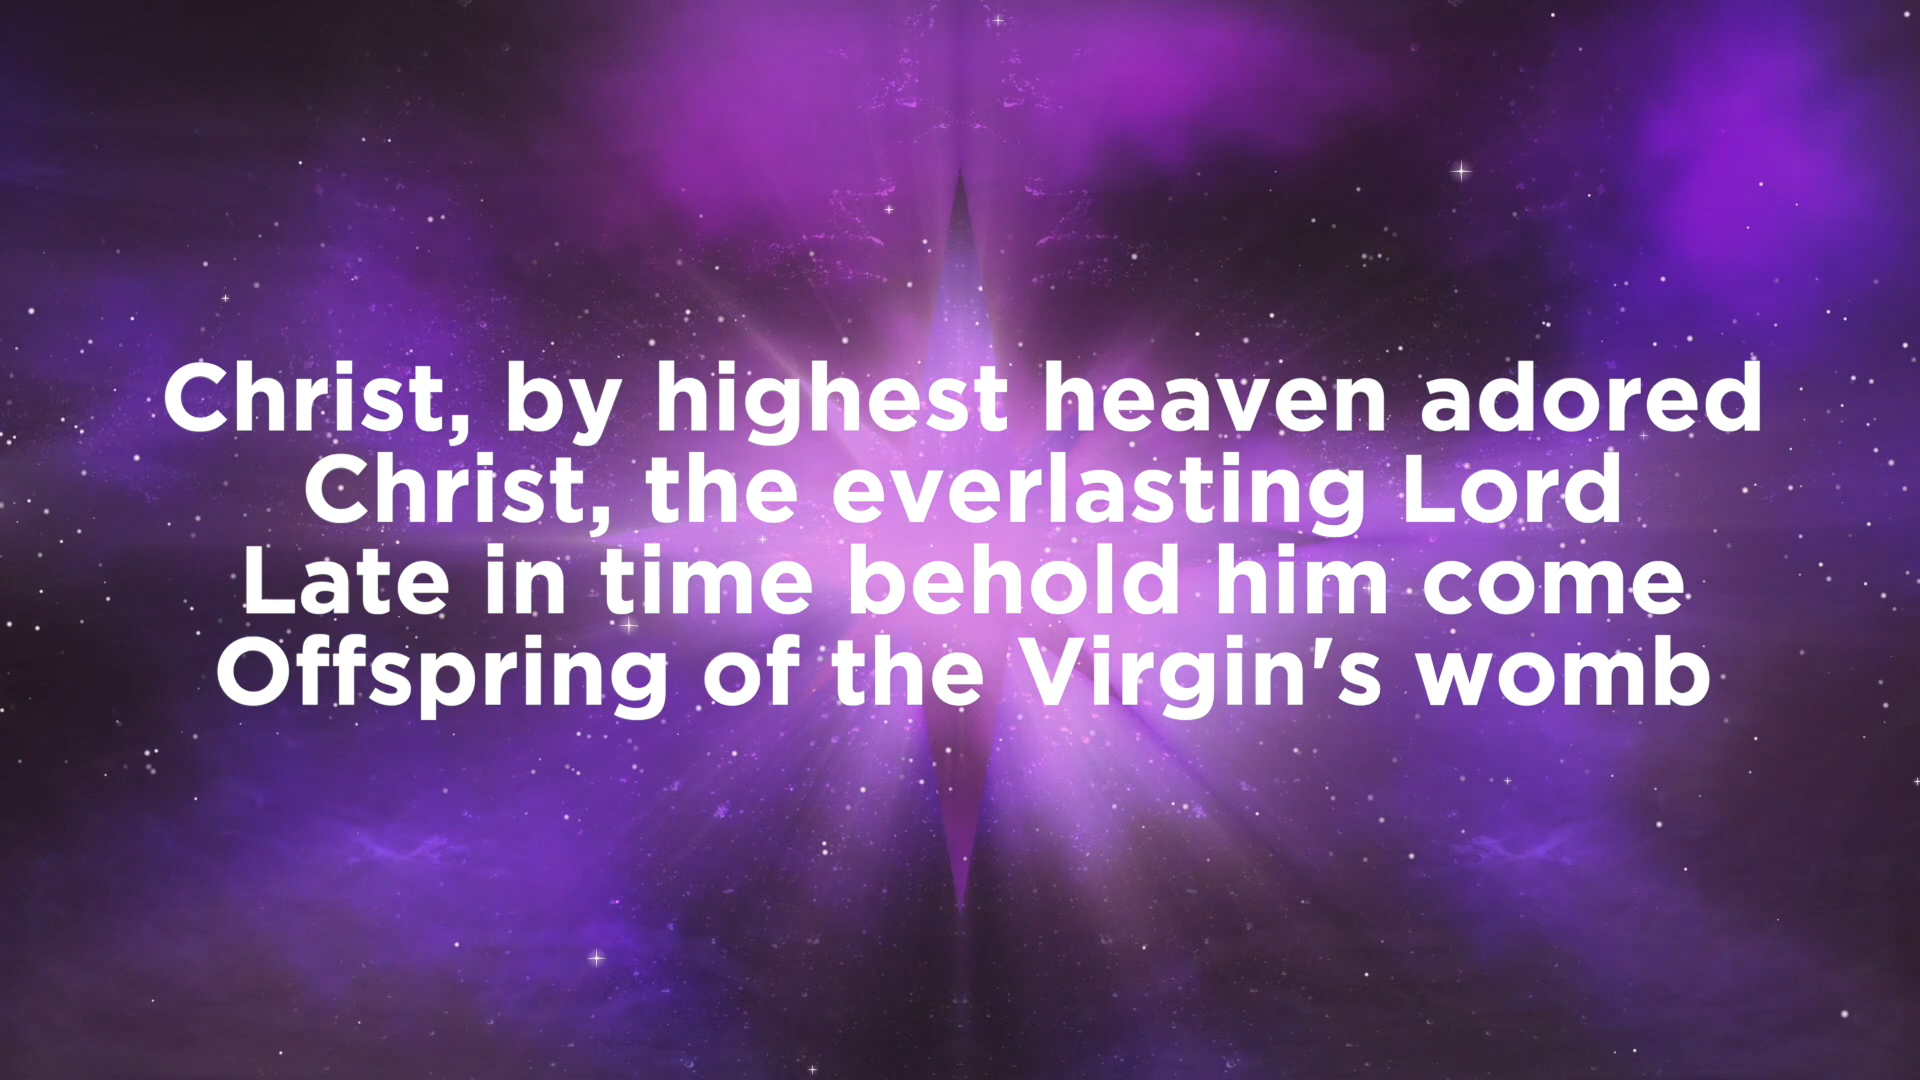 Christ, by highest heaven adored
Christ, the everlasting Lord
Late in time behold him come
Offspring of the Virgin's womb